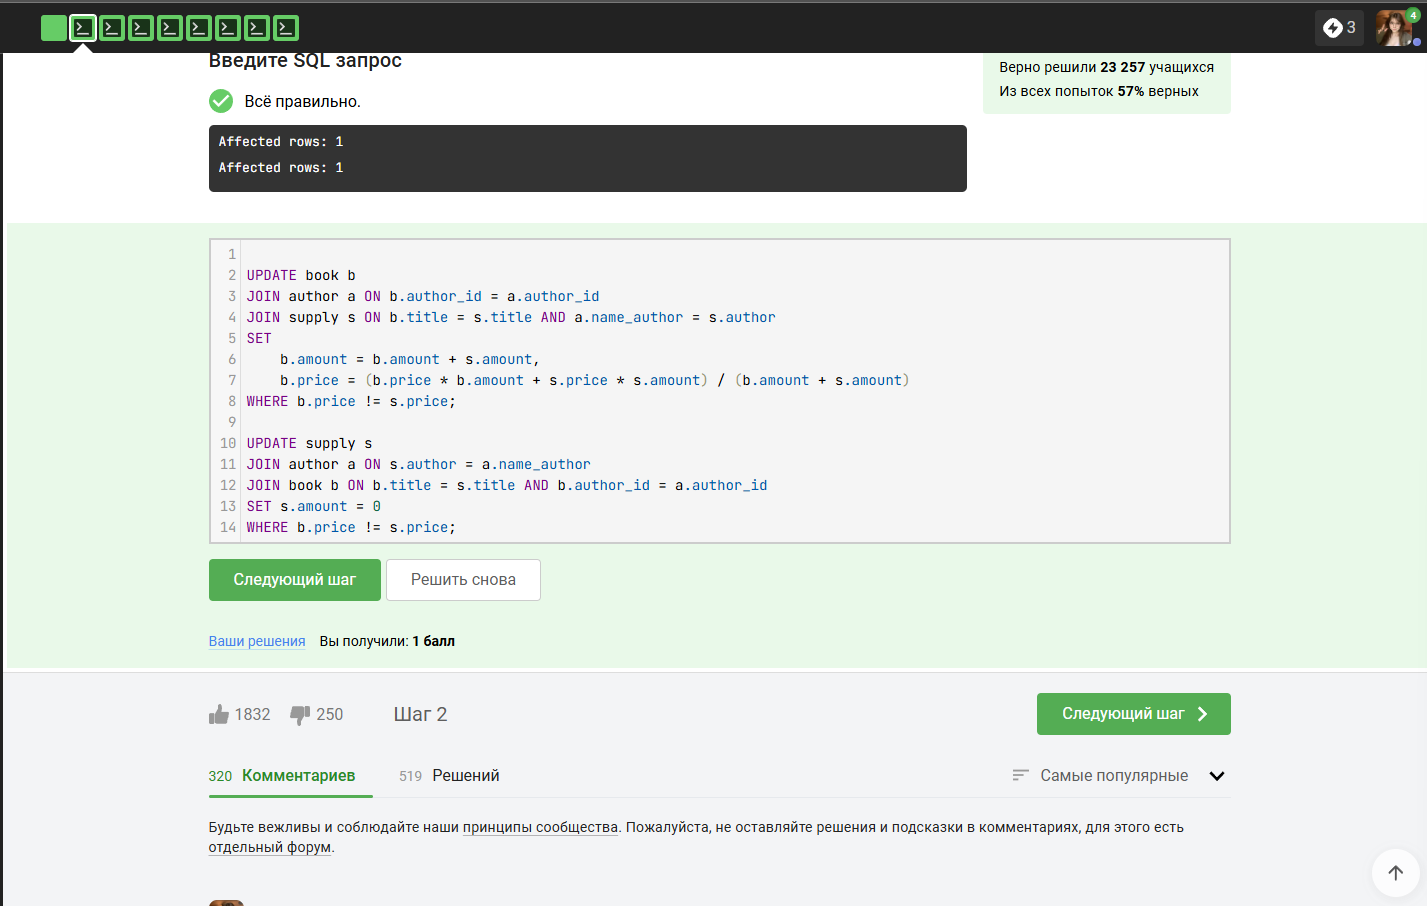 3
4
Введите SQL запрос
Верно решили 23 257 учащихся
Из всех попыток 57% верных
Всё правильно.
Affected rows: 1
Affected rows: 1
1
2 UPDATE book b
3 JOIN author a ON b.author_id = a.author_id
4 JOIN supply s ON b.title = s.title AND a.name_author = s.author
5 SET
6     b.amount = b.amount + s.amount,
7     b.price = (b.price * b.amount + s.price * s.amount) / (b.amount + s.amount)
8 WHERE b.price != s.price;
9
10 UPDATE supply s
11 JOIN author a ON s.author = a.name_author
12 JOIN book b ON b.title = s.title AND b.author_id = a.author_id
13 SET s.amount = 0
14 WHERE b.price != s.price;
Следующий шаг Решить снова
Ваши решения Вы получили: 1 балл
1832 250 Шаг 2 Следующий шаг
320 Комментариев 519 Решений Самые популярные
Будьте вежливы и соблюдайте наши принципы сообщества. Пожалуйста, не оставляйте решения и подсказки в комментариях, для этого есть
отдельный форум.